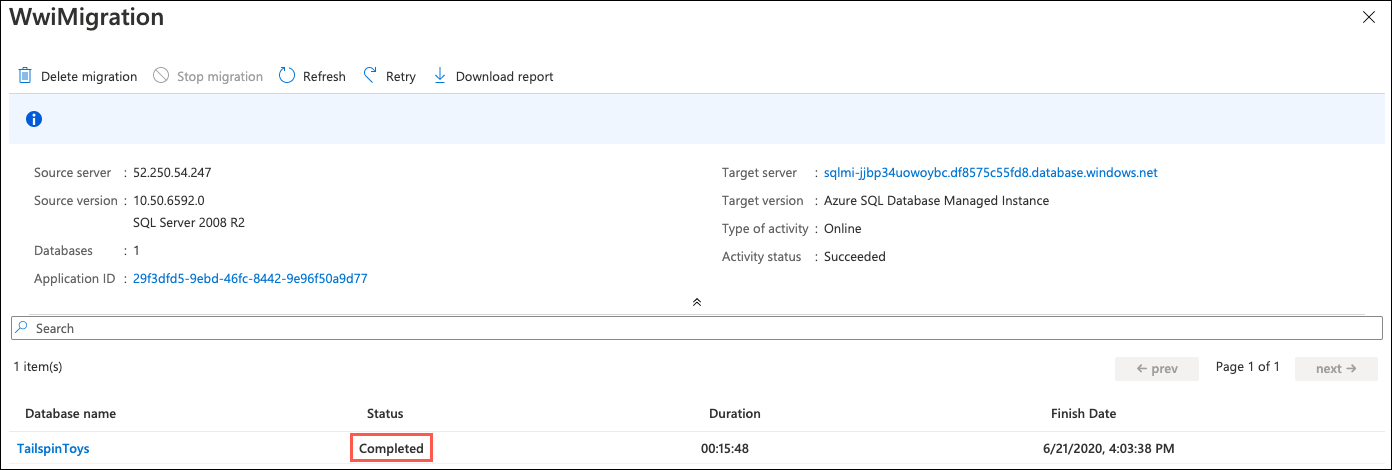 WwiMigration
Delete migration Stop migration Refresh Retry Download report
Source server : 52.250.54.247 Target server : sqlmi-jjbp34uowoybc.df8575c55fd8.database.windows.net
Source version : 10.50.6592.0 Target version : Azure SQL Database Managed Instance
SQL Server 2008 R2
Type of activity : Online
Databases : 1
Activity status : Succeeded
Application ID : 29f3dfd5-9ebd-46fc-8442-9e96f50a9d77
Search
1 item(s) ← prev Page 1 of 1 next →
Database name Status Duration Finish Date
TailspinToys Completed 00:15:48 6/21/2020, 4:03:38 PM